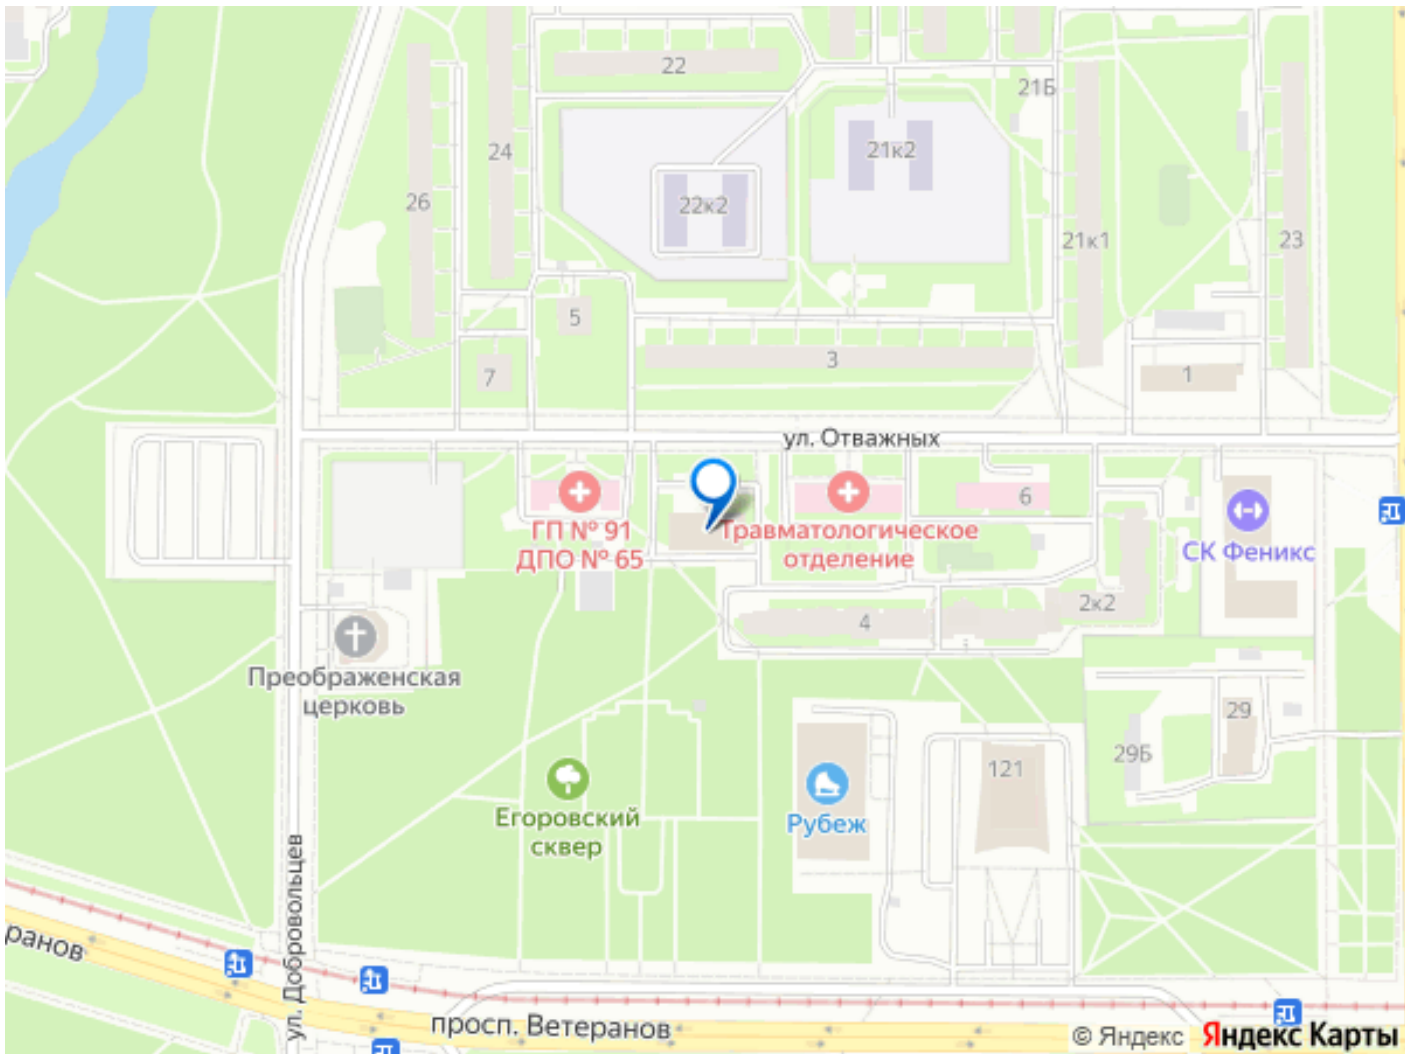 22
21Б
24
21к2
26
22к2
21к1
23
5
3
7
1
ул. Отважных
6
ГП № 91
ДПО № 65
Травматологическое
отделение
СК Феникс
2к2
4
Преображенская
церковь
29
29Б
121
Егоровский
сквер
Рубеж
ул. Добровольцев
ранов
просп. Ветеранов
© Яндекс Яндекс Карты